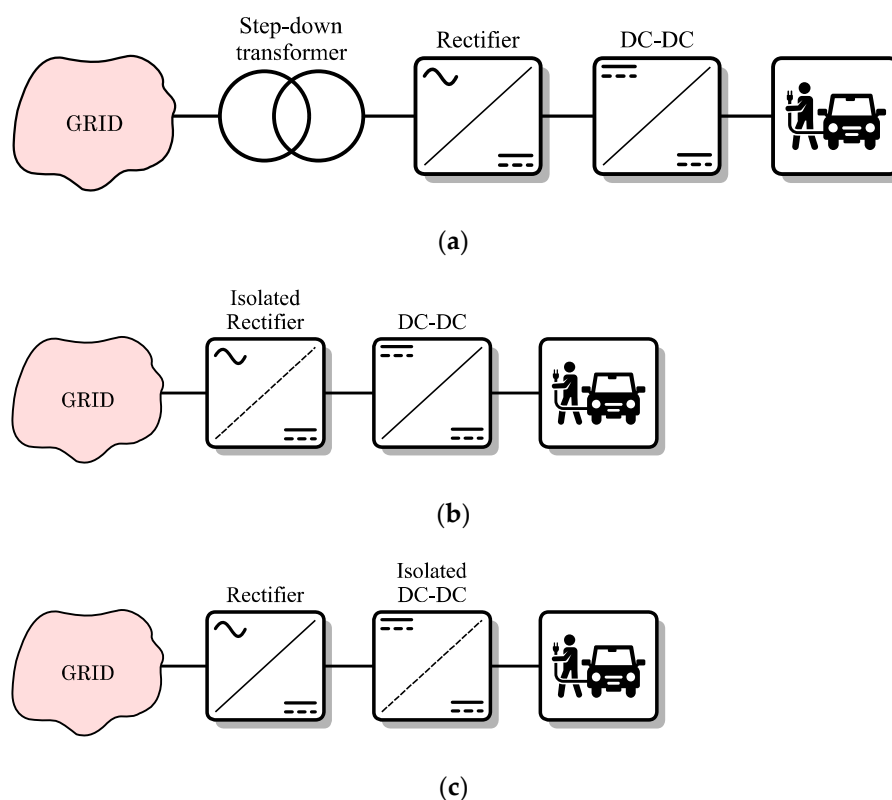 Step-down
transformer
Rectifier
DC-DC
GRID
(a)
Isolated
Rectifier
DC-DC
GRID
(b)
Rectifier
Isolated
DC-DC
GRID
(c)